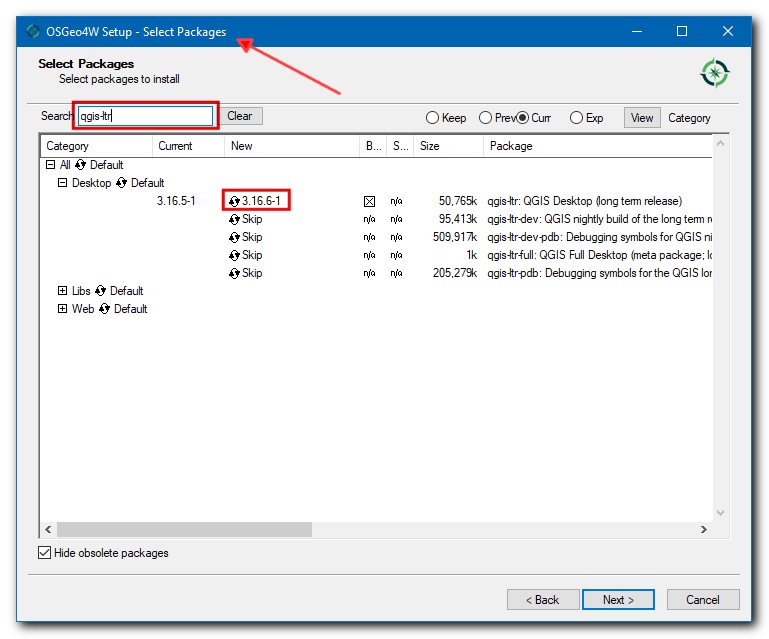 OSGeo4W Setup - Select Packages
Select Packages
Select packages to install
Search qgis-ltr Clear Keep Prev Curr Exp View Category
Category Current New B... S... Size Package
All Default
Desktop Default
3.16.5-1 3.16.6-1 n/a 50,765k qgis-ltr: QGIS Desktop (long term release)
Skip n/a n/a 95,413k qgis-ltr-dev: QGIS nightly build of the long term r
Skip n/a n/a 509,917k qgis-ltr-dev-pdb: Debugging symbols for QGIS ni
Skip n/a n/a 1k qgis-ltr-full: QGIS Full Desktop (meta package; lo
Skip n/a n/a 205,279k qgis-ltr-pdb: Debugging symbols for the QGIS lon
Libs Default
Web Default
Hide obsolete packages
< Back Next > Cancel